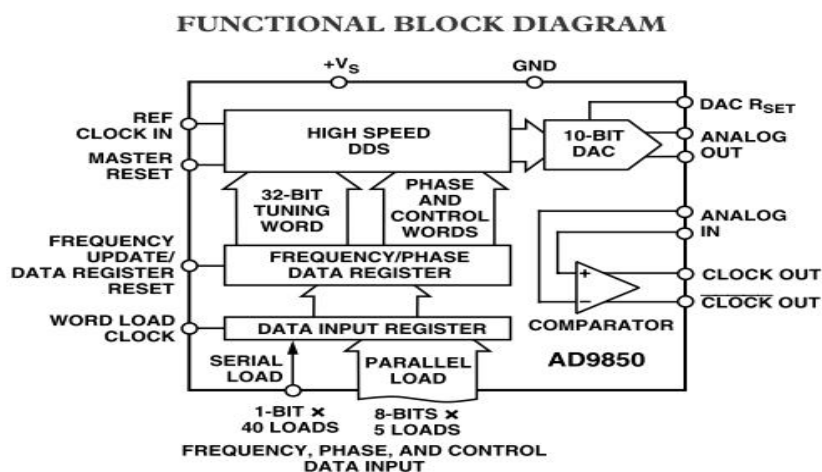 FUNCTIONAL BLOCK DIAGRAM
+VS
GND
REF
CLOCK IN
MASTER
RESET
FREQUENCY
UPDATE/
DATA REGISTER
RESET
WORD LOAD
CLOCK
HIGH SPEED
DDS
32-BIT
TUNING
WORD
PHASE
AND
CONTROL
WORDS
FREQUENCY/PHASE
DATA REGISTER
DATA INPUT REGISTER
SERIAL
LOAD
PARALLEL
LOAD
1-BIT ×
40 LOADS
8-BITS ×
5 LOADS
FREQUENCY, PHASE, AND CONTROL
DATA INPUT
10-BIT
DAC
DAC RSET
ANALOG
OUT
ANALOG
IN
+
−
CLOCK OUT
CLOCK OUT
COMPARATOR
AD9850